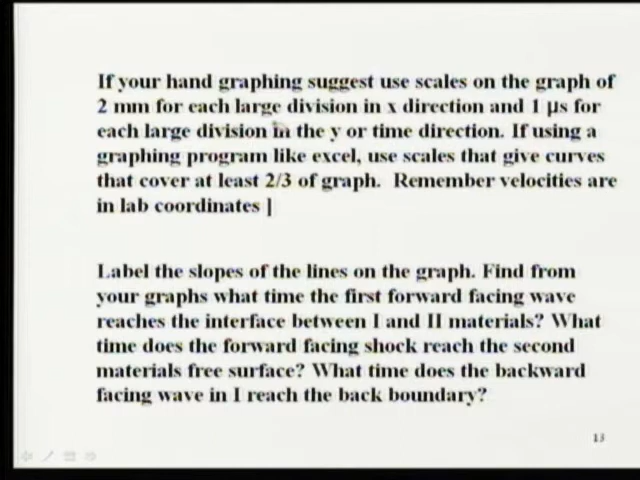 If your hand graphing suggest use scales on the graph of
2 mm for each large division in x direction and 1 µs for
each large division in the y or time direction. If using a
graphing program like excel, use scales that give curves
that cover at least 2/3 of graph. Remember velocities are
in lab coordinates ]
Label the slopes of the lines on the graph. Find from
your graphs what time the first forward facing wave
reaches the interface between I and II materials? What
time does the forward facing shock reach the second
materials free surface? What time does the backward
facing wave in I reach the back boundary?
13